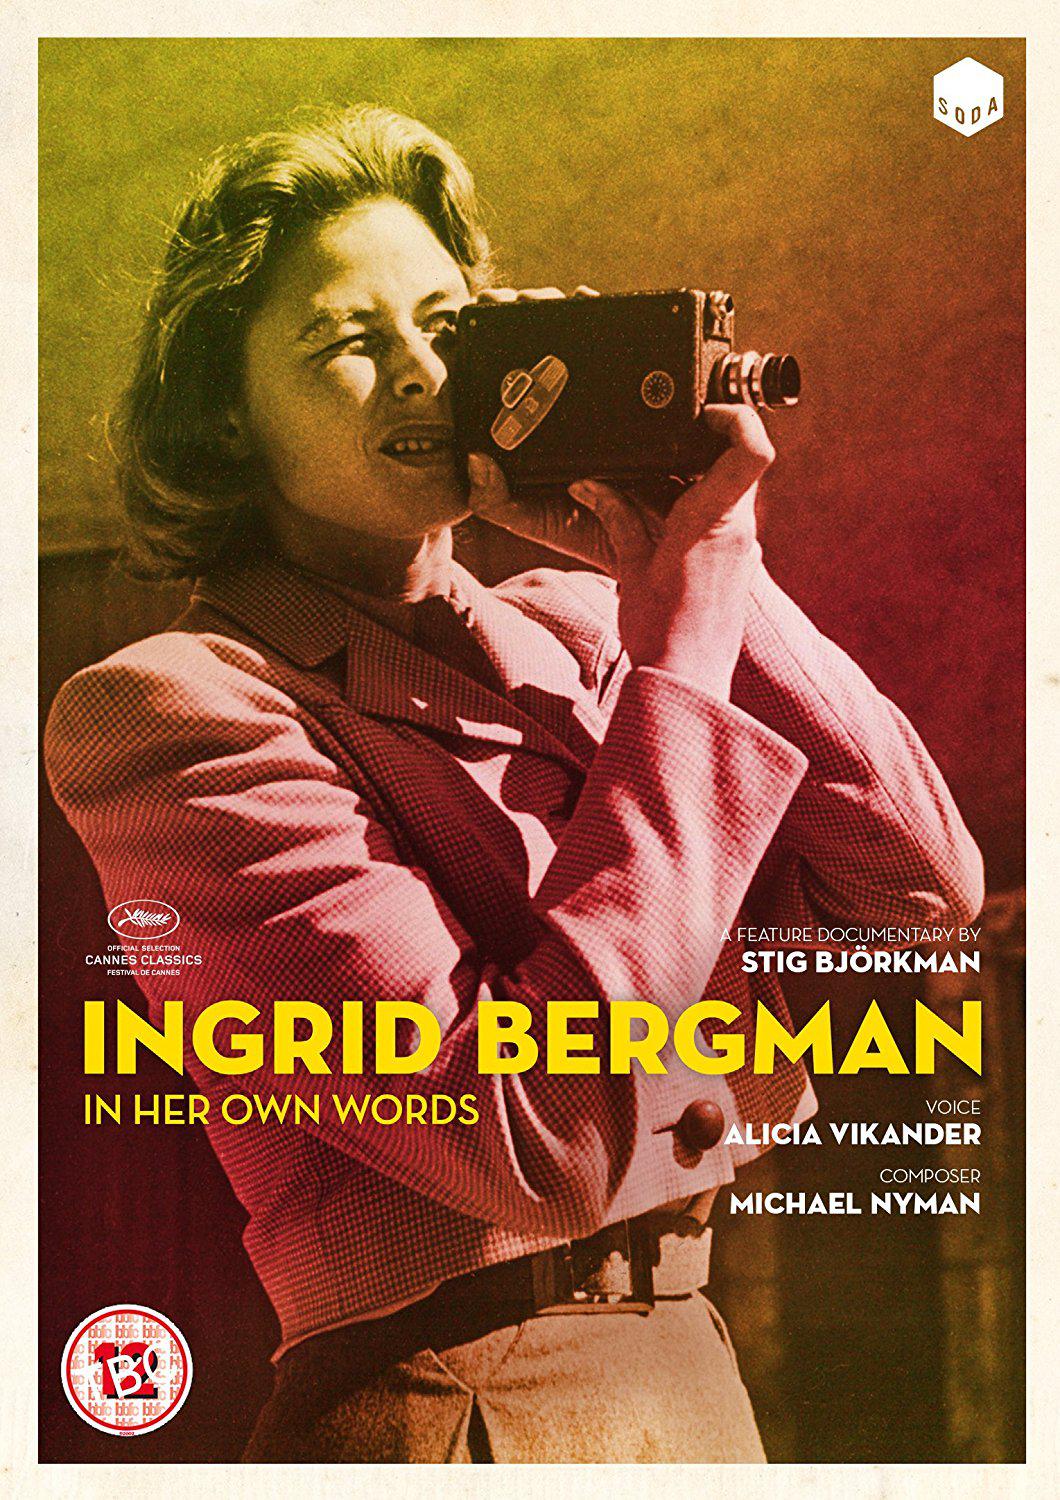 SODA
OFFICIAL SELECTION
CANNES CLASSICS
FESTIVAL DE CANNES
A FEATURE DOCUMENTARY BY
STIG BJÖRKMAN
INGRID BERGMAN
IN HER OWN WORDS
VOICE
ALICIA VIKANDER
COMPOSER
MICHAEL NYMAN
bbfc
12